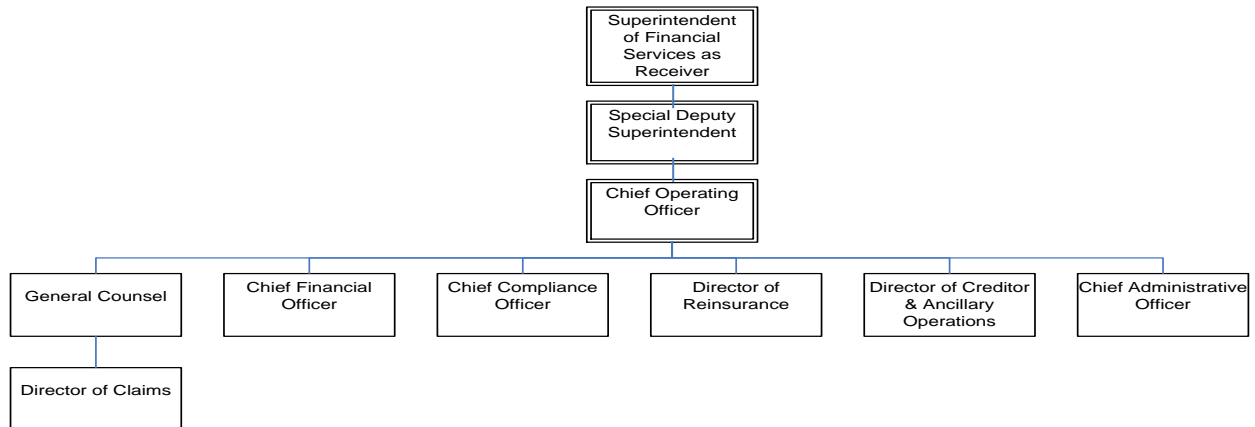 Superintendent
of Financial
Services as
Receiver
Special Deputy
Superintendent
Chief Operating
Officer
General Counsel
Chief Financial
Officer
Chief Compliance
Officer
Director of
Reinsurance
Director of Creditor
& Ancillary
Operations
Chief Administrative
Officer
Director of Claims